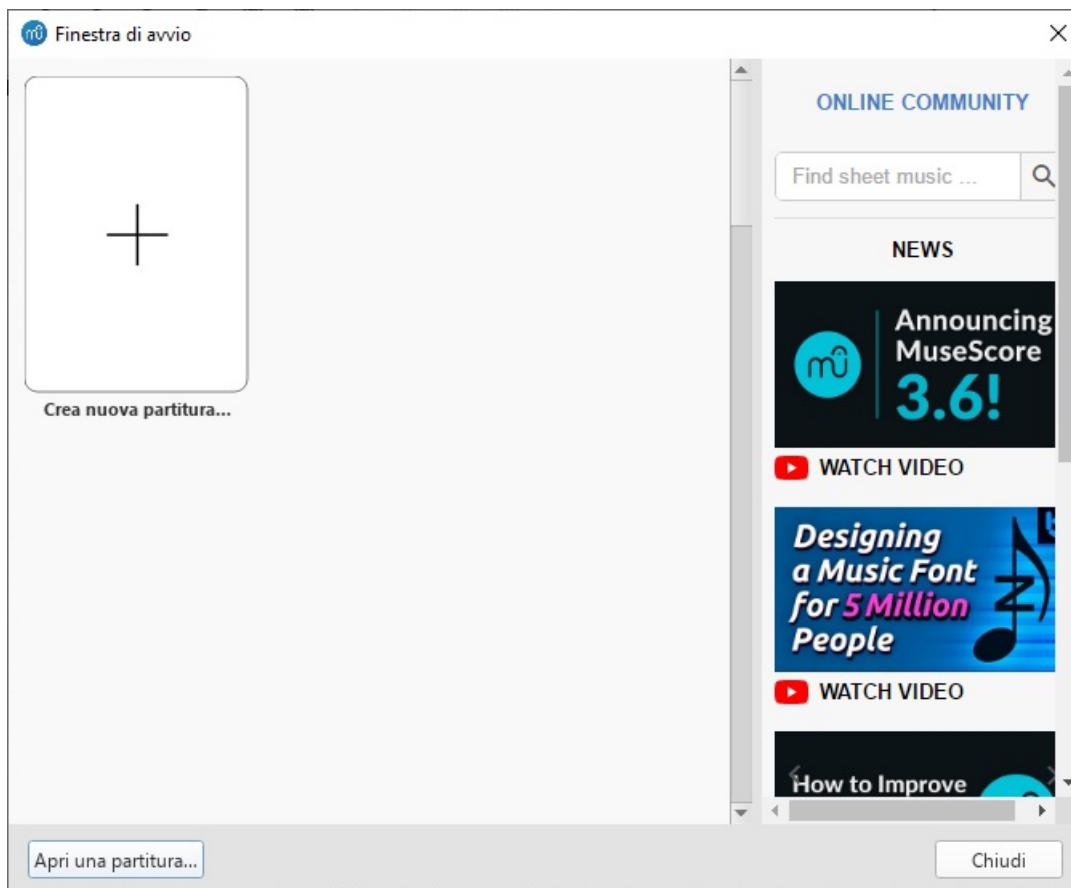 Finestra di avvio
Crea nuova partitura...
ONLINE COMMUNITY
Find sheet music ...
NEWS
Announcing
MuseScore
3.6!
WATCH VIDEO
Designing
a Music Font
for 5 Million
People
WATCH VIDEO
How to Improve
Apri una partitura...
Chiudi